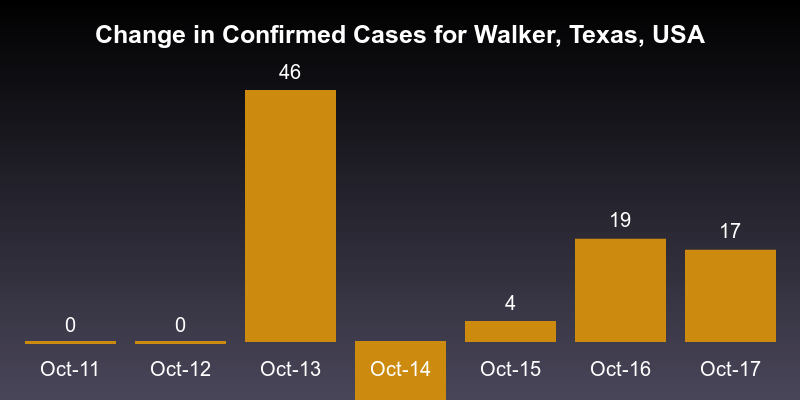 Change in Confirmed Cases for Walker, Texas, USA
46
19
17
4
0
0
Oct-11
Oct-12
Oct-13
Oct-14
Oct-15
Oct-16
Oct-17